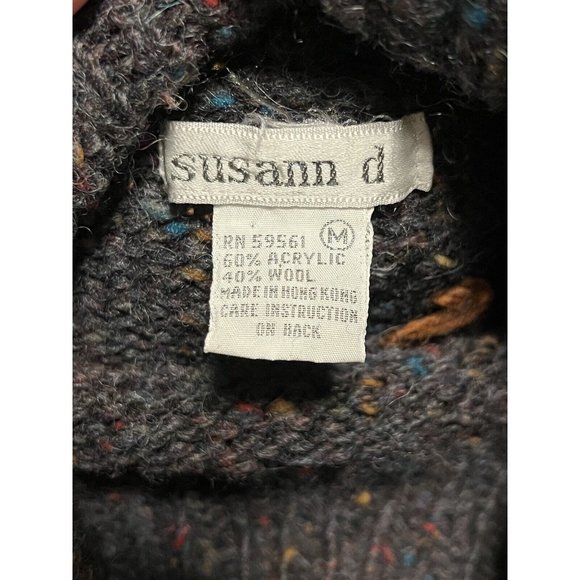 susann d
RN 59561 M
60% ACRYLIC
40% WOOL
MADE IN HONG KONG
CARE INSTRUCTION
ON BACK